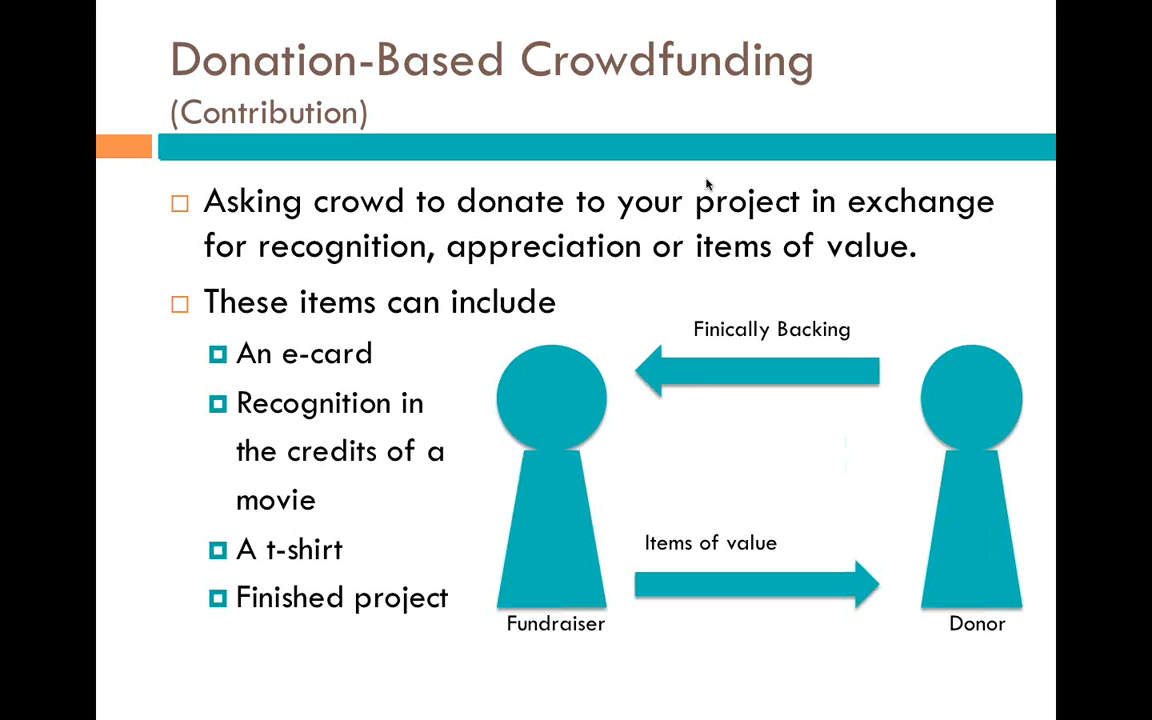 Donation-Based Crowdfunding
(Contribution)
Asking crowd to donate to your project in exchange
for recognition, appreciation or items of value.
These items can include
An e-card
Recognition in
the credits of a
movie
A t-shirt
Finished project
Finically Backing
Items of value
Fundraiser
Donor